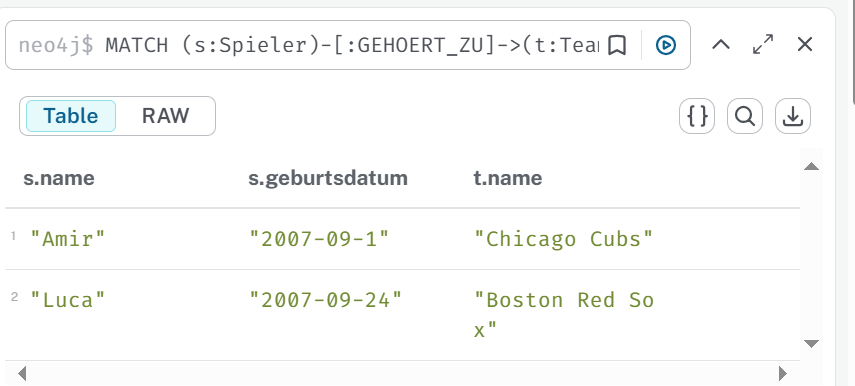 neo4j$ MATCH (s:Spieler)-[:GEHOERT_ZU]->(t:Tea
Table RAW
{}
s.name s.geburtsdatum t.name
1 "Amir" "2007-09-1" "Chicago Cubs"
2 "Luca" "2007-09-24" "Boston Red So
x"